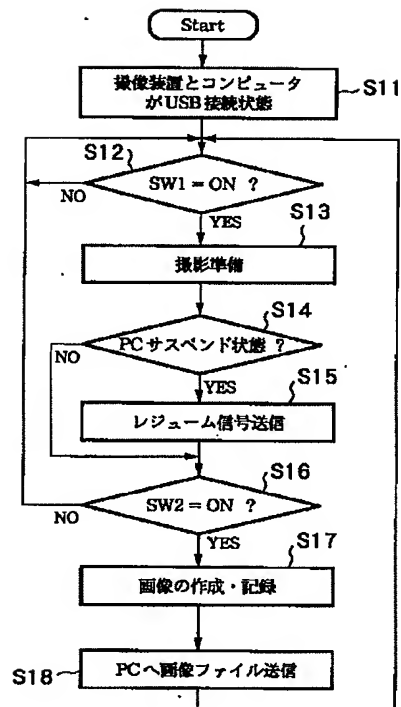 Start
撮像装置とコンピュータ
がUSB接続状態
S11
S12
SW1 = ON ?
NO
YES
S13
撮影準備
S14
PCサスペンド状態 ?
NO
YES
S15
レジューム信号送信
S16
SW2 = ON ?
NO
YES
S17
画像の作成・記録
PCへ画像ファイル送信
S18